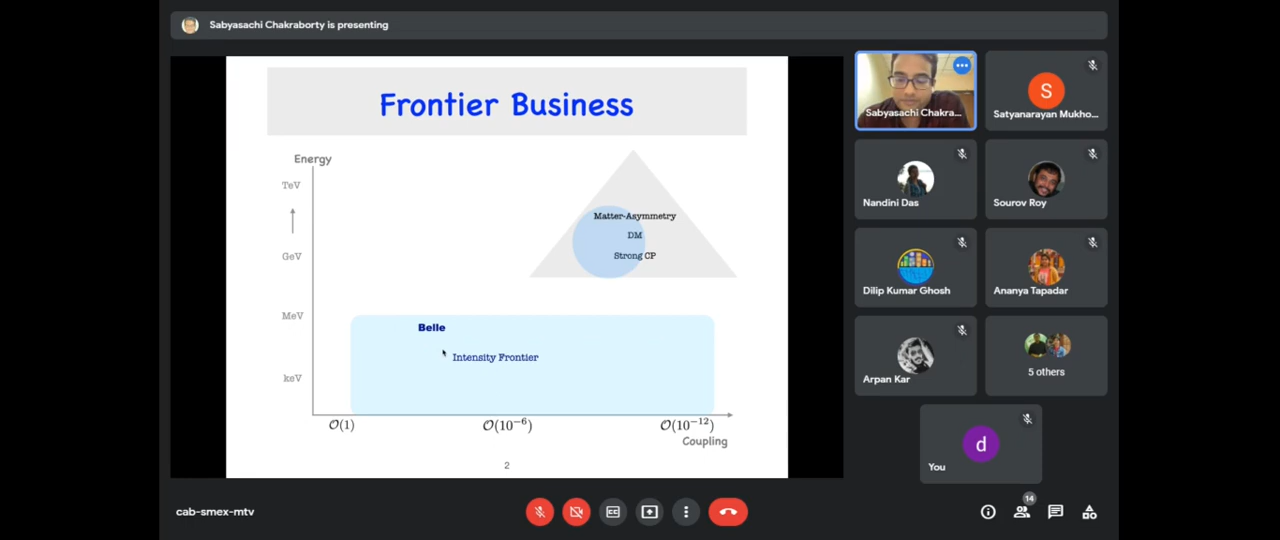 Sabyasachi Chakraborty is presenting
Frontier Business
Energy
TeV
GeV
MeV
keV
Matter-Asymmetry
DM
Strong CP
Belle
Intensity Frontier
𝒪(1)
𝒪(10⁻⁶)
𝒪(10⁻¹²)
Coupling
2
Sabyasachi Chakra...
S
Satyanarayan Mukho...
Nandini Das
Sourov Roy
Dilip Kumar Ghosh
Ananya Tapadar
Arpan Kar
5 others
d
You
cab-smex-mtv
CC
14